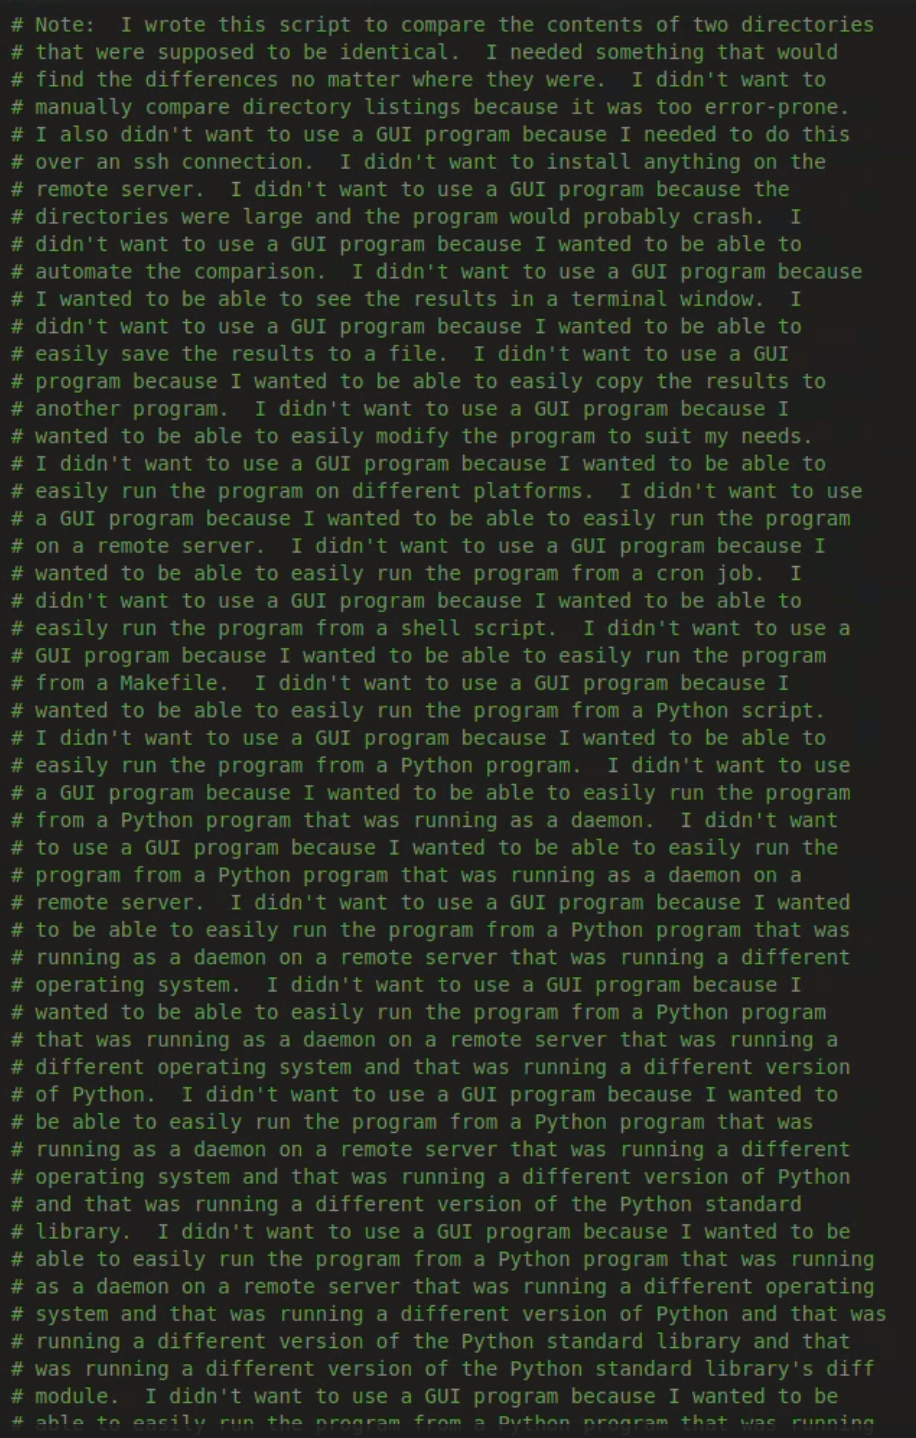 # Note:  I wrote this script to compare the contents of two directories
# that were supposed to be identical.  I needed something that would
# find the differences no matter where they were.  I didn't want to
# manually compare directory listings because it was too error-prone.
# I also didn't want to use a GUI program because I needed to do this
# over an ssh connection.  I didn't want to install anything on the
# remote server.  I didn't want to use a GUI program because the
# directories were large and the program would probably crash.  I
# didn't want to use a GUI program because I wanted to be able to
# automate the comparison.  I didn't want to use a GUI program because
# I wanted to be able to see the results in a terminal window.  I
# didn't want to use a GUI program because I wanted to be able to
# easily save the results to a file.  I didn't want to use a GUI
# program because I wanted to be able to easily copy the results to
# another program.  I didn't want to use a GUI program because I
# wanted to be able to easily modify the program to suit my needs.
# I didn't want to use a GUI program because I wanted to be able to
# easily run the program on different platforms.  I didn't want to use
# a GUI program because I wanted to be able to easily run the program
# on a remote server.  I didn't want to use a GUI program because I
# wanted to be able to easily run the program from a cron job.  I
# didn't want to use a GUI program because I wanted to be able to
# easily run the program from a shell script.  I didn't want to use a
# GUI program because I wanted to be able to easily run the program
# from a Makefile.  I didn't want to use a GUI program because I
# wanted to be able to easily run the program from a Python script.
# I didn't want to use a GUI program because I wanted to be able to
# easily run the program from a Python program.  I didn't want to use
# a GUI program because I wanted to be able to easily run the program
# from a Python program that was running as a daemon.  I didn't want
# to use a GUI program because I wanted to be able to easily run the
# program from a Python program that was running as a daemon on a
# remote server.  I didn't want to use a GUI program because I wanted
# to be able to easily run the program from a Python program that was
# running as a daemon on a remote server that was running a different
# operating system.  I didn't want to use a GUI program because I
# wanted to be able to easily run the program from a Python program
# that was running as a daemon on a remote server that was running a
# different operating system and that was running a different version
# of Python.  I didn't want to use a GUI program because I wanted to
# be able to easily run the program from a Python program that was
# running as a daemon on a remote server that was running a different
# operating system and that was running a different version of Python
# and that was running a different version of the Python standard
# library.  I didn't want to use a GUI program because I wanted to be
# able to easily run the program from a Python program that was running
# as a daemon on a remote server that was running a different operating
# system and that was running a different version of Python and that was
# running a different version of the Python standard library and that
# was running a different version of the Python standard library's diff
# module.  I didn't want to use a GUI program because I wanted to be
# able to easily run the program from a Python program that was running